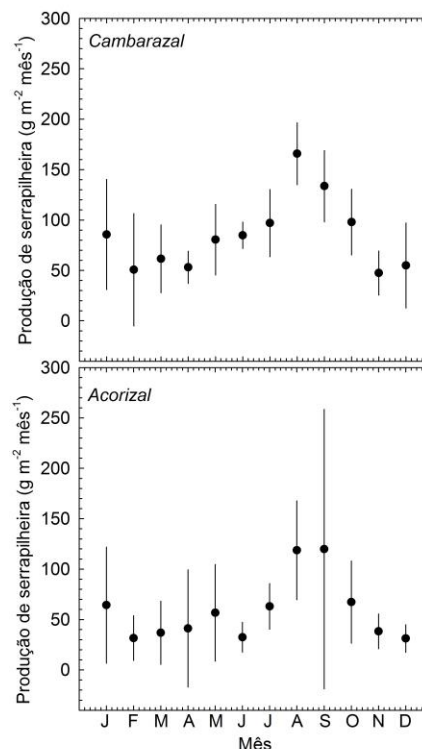 300
Cambarazal
250
200
150
100
50
0
Produção de serrapilheira (g m⁻² mês⁻¹)
300
Acorizal
250
200
150
100
50
0
Produção de serrapilheira (g m⁻² mês⁻¹)
J F M A M J J A S O N D
Mês